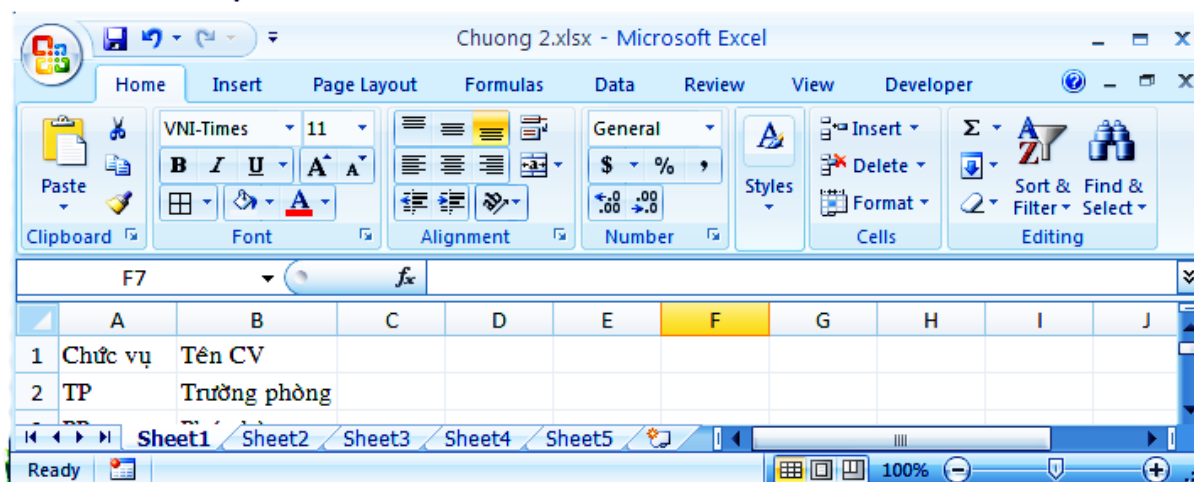 Chuong 2.xlsx - Microsoft Excel
Home Insert Page Layout Formulas Data Review View Developer
VNI-Times 11 General Σ Insert
B I U A A $ % , Delete
Paste Styles Format Sort & Filter Find & Select
Clipboard Font Alignment Number Cells Editing
F7 fx
A B C D E F G H I J
1 Chức vụ Tên CV
2 TP Trưởng phòng
Sheet1 Sheet2 Sheet3 Sheet4 Sheet5
Ready 100%